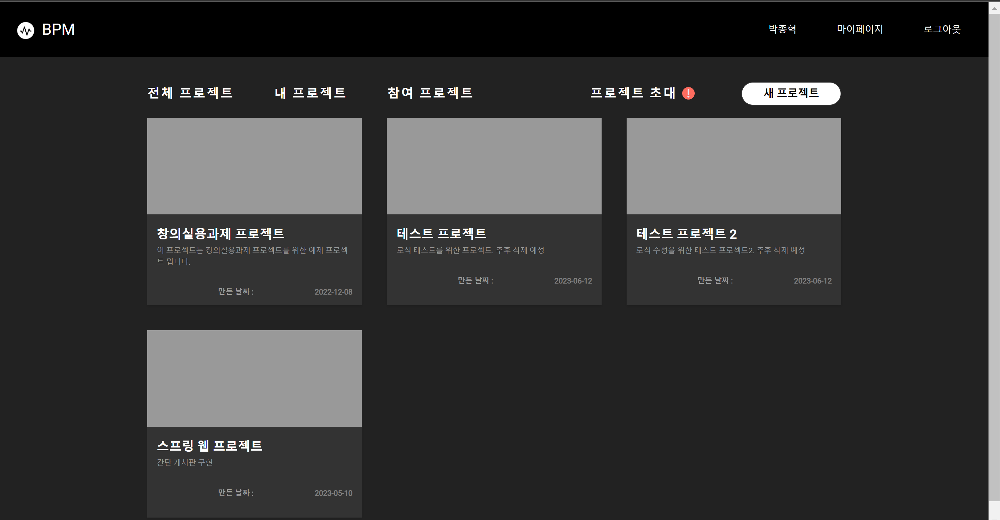 BPM
박종혁
마이페이지
로그아웃
전체 프로젝트
내 프로젝트
참여 프로젝트
프로젝트 초대
새 프로젝트
창의실용과제 프로젝트
이 프로젝트는 창의실용과제 프로젝트를 위한 예제 프로젝
트 입니다.
만든 날짜 : 2022-12-08
테스트 프로젝트
로직 테스트를 위한 프로젝트. 추후 삭제 예정
만든 날짜 : 2023-06-12
테스트 프로젝트 2
로직 수정을 위한 테스트 프로젝트2. 추후 삭제 예정
만든 날짜 : 2023-06-12
스프링 웹 프로젝트
간단 게시판 구현
만든 날짜 : 2023-05-10